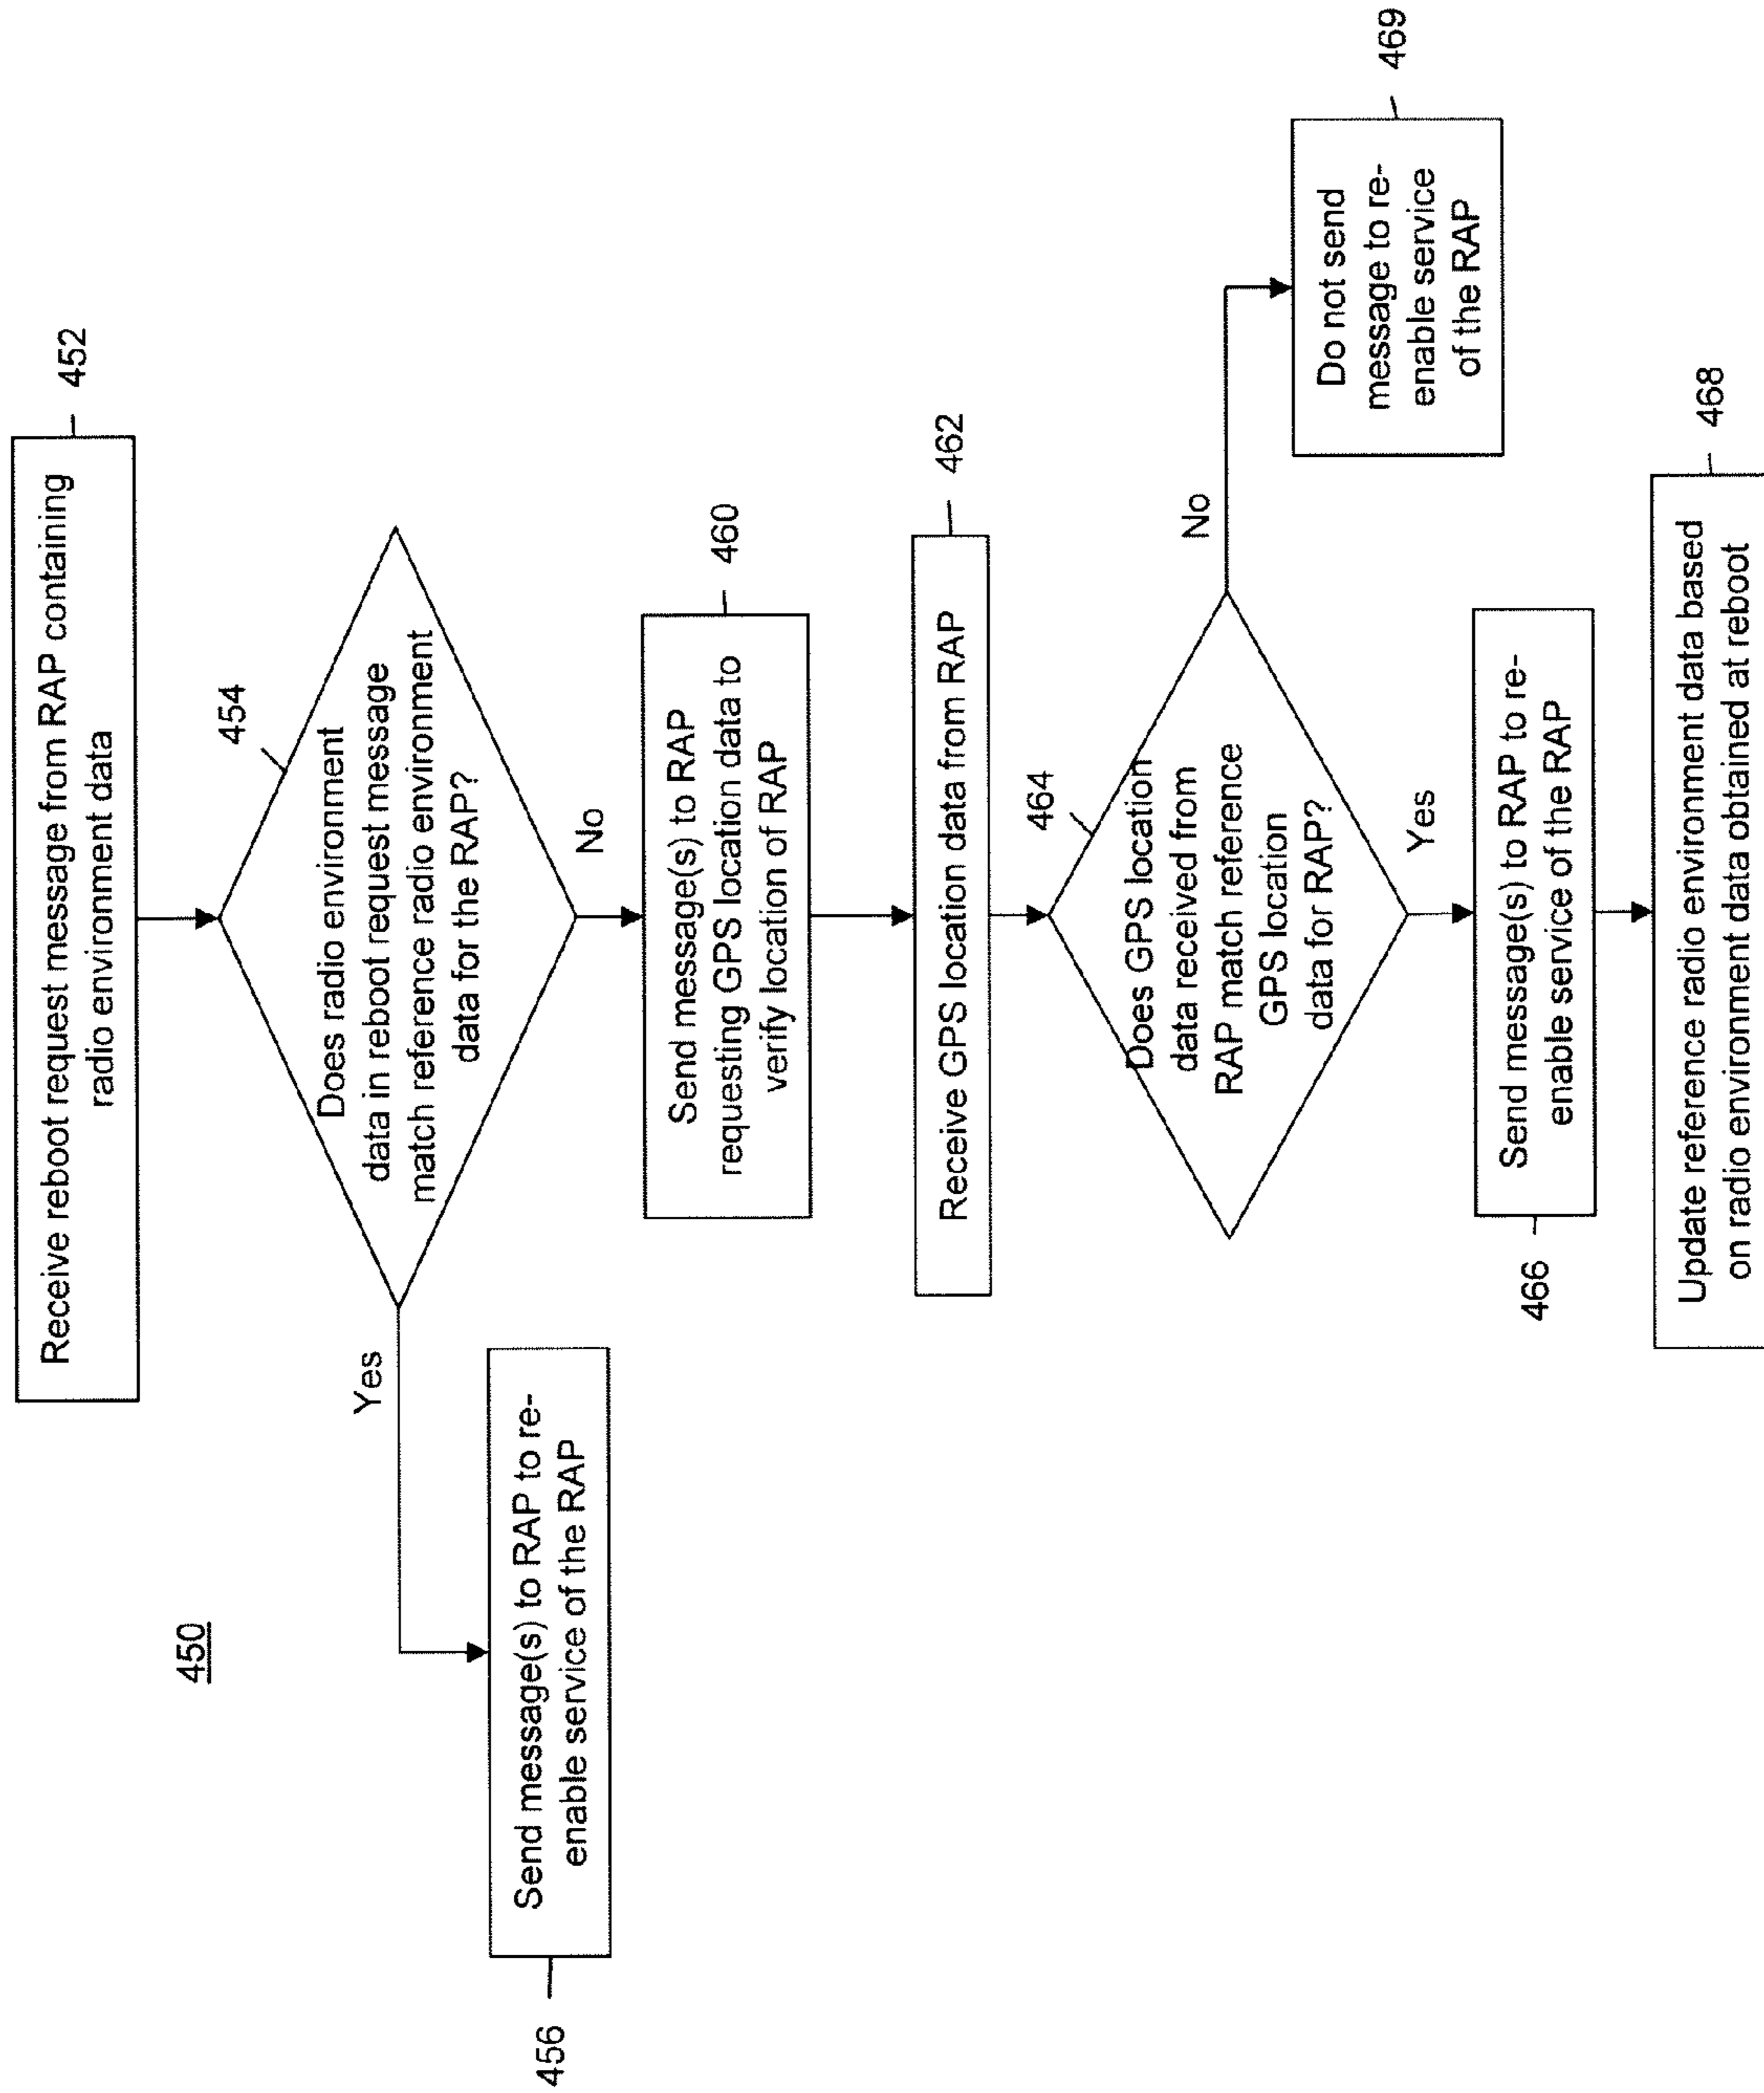 450
Receive reboot request message from RAP containing
radio environment data
452
454
Does radio environment
data in reboot request message
match reference radio environment
data for the RAP?
Yes
No
Send message(s) to RAP to re-
enable service of the RAP
456
Send message(s) to RAP
requesting GPS location data to
verify location of RAP
460
Receive GPS location data from RAP
462
464
Does GPS location
data received from
RAP match reference
GPS location
data for RAP?
No
Yes
Do not send
message to re-
enable service
of the RAP
469
Send message(s) to RAP to re-
enable service of the RAP
466
Update reference radio environment data based
on radio environment data obtained at reboot
468